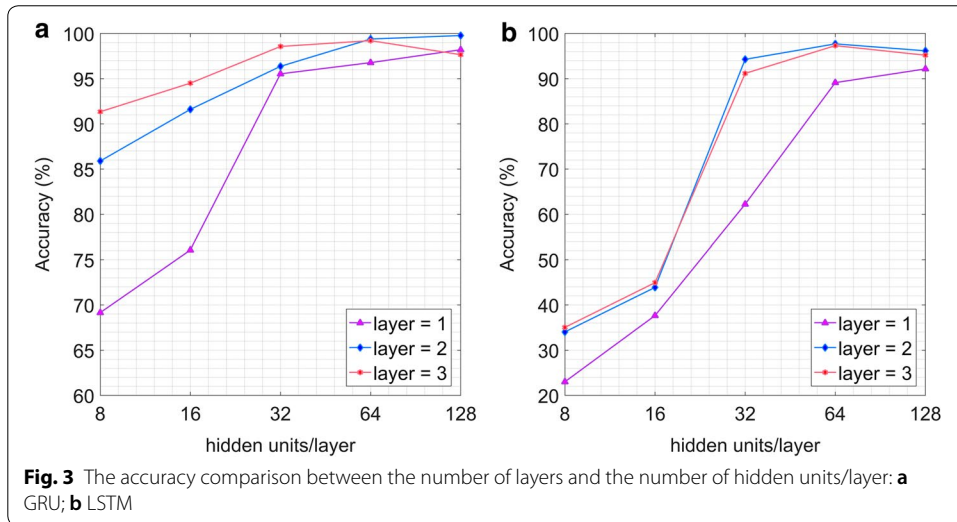 a
100
95
90
85
80
75
70
65
60
Accuracy (%)
layer = 1
layer = 2
layer = 3
8 16 32 64 128
hidden units/layer
b
100
90
80
70
60
50
40
30
20
Accuracy (%)
layer = 1
layer = 2
layer = 3
8 16 32 64 128
hidden units/layer
Fig. 3 The accuracy comparison between the number of layers and the number of hidden units/layer: a
GRU; b LSTM